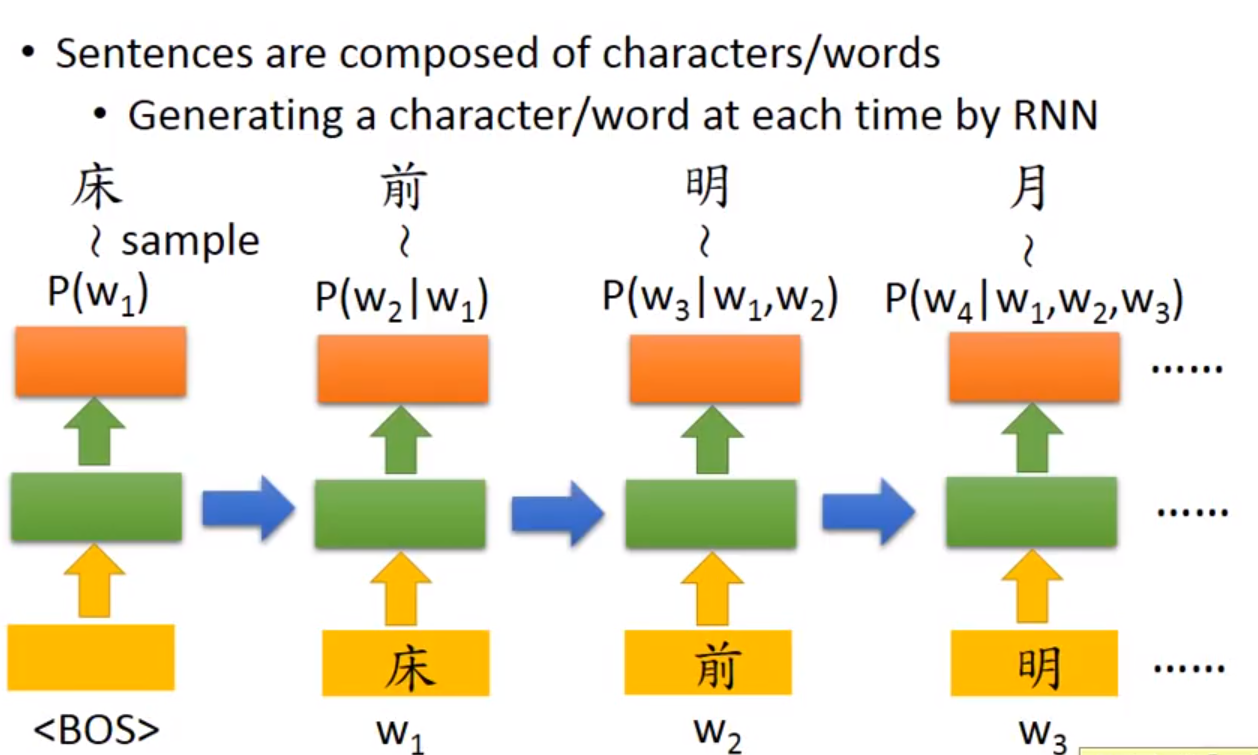 • Sentences are composed of characters/words
• Generating a character/word at each time by RNN
床 前 明 月
~ sample ~ ~ ~
P(w₁) P(w₂|w₁) P(w₃|w₁,w₂) P(w₄|w₁,w₂,w₃)
……
……
床 前 明 ……
<BOS> w₁ w₂ w₃